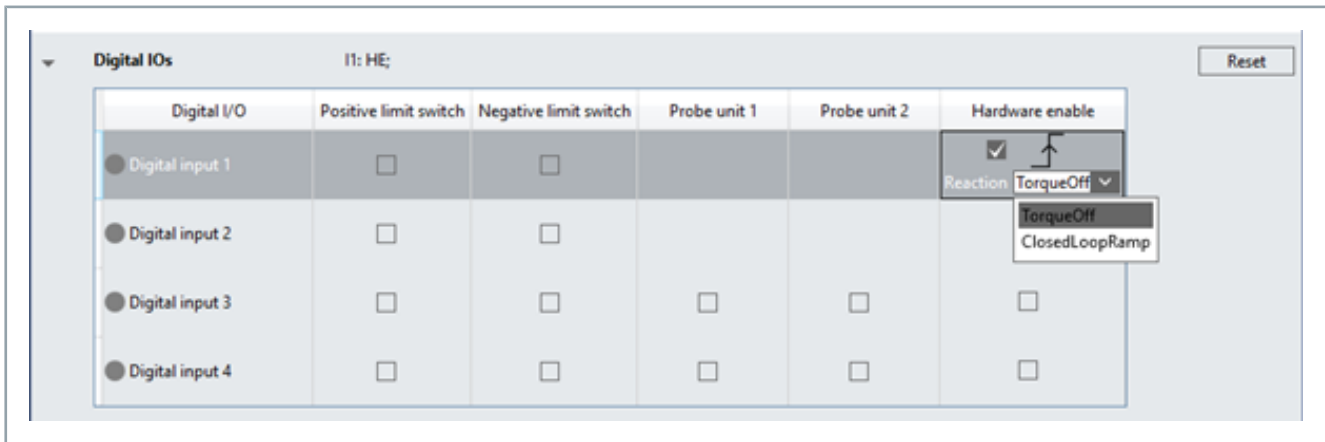 Digital IOs I1: HE; Reset
Digital I/O Positive limit switch Negative limit switch Probe unit 1 Probe unit 2 Hardware enable
Digital input 1
Reaction TorqueOff
TorqueOff
Digital input 2
ClosedLoopRamp
Digital input 3
Digital input 4